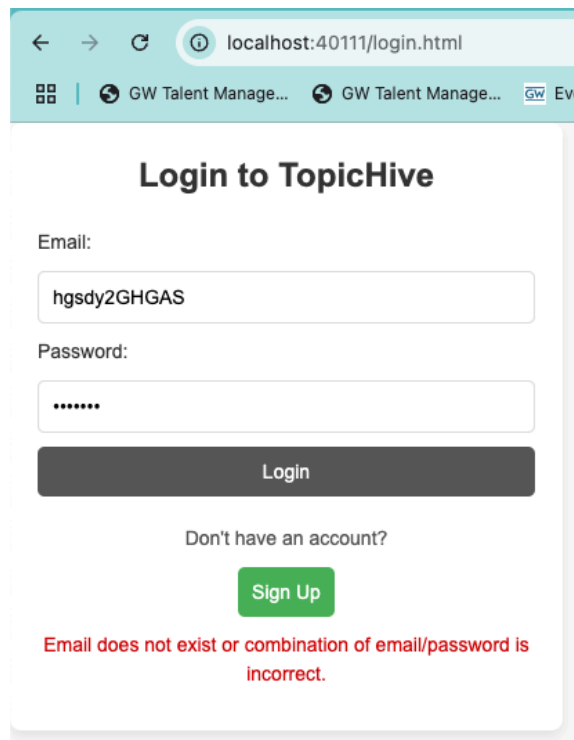 localhost:40111/login.html
GW Talent Manage... GW Talent Manage... GW Ev
Login to TopicHive
Email:
hgsdy2GHGAS
Password:
•••••••
Login
Don't have an account?
Sign Up
Email does not exist or combination of email/password is
incorrect.